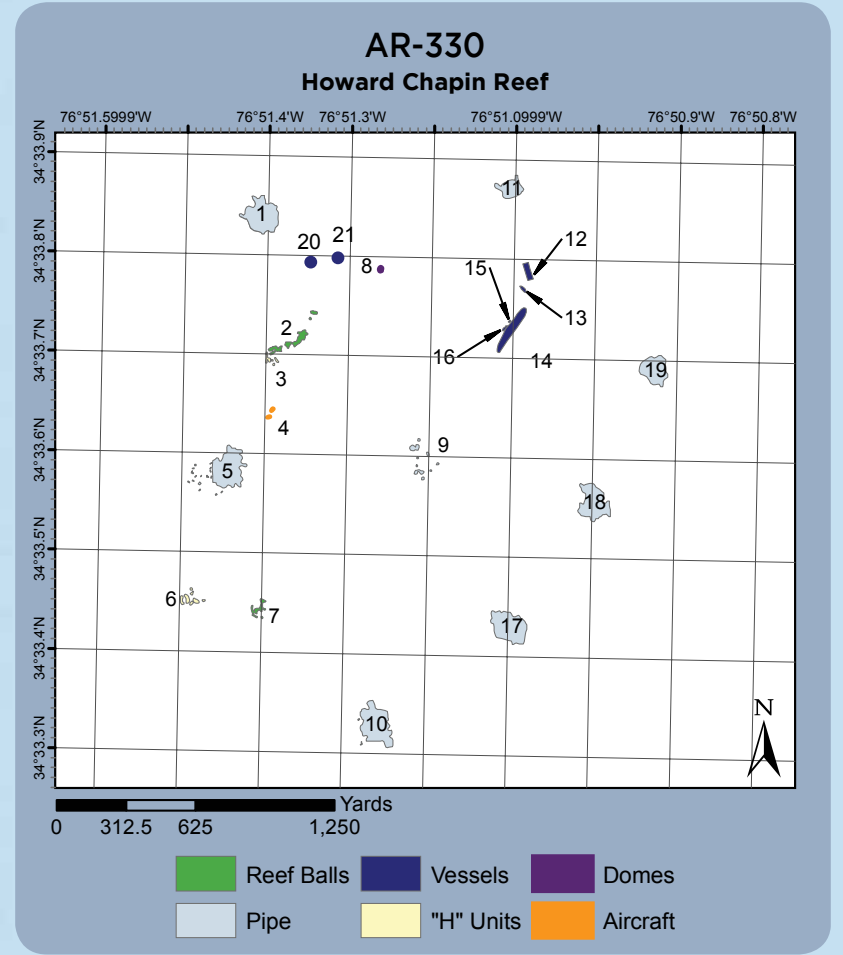 AR-330
Howard Chapin Reef
76°51.5999'W 76°51.4'W 76°51.3'W 76°51.0999'W 76°50.9'W 76°50.8'W
34°33.9'N
34°33.8'N
34°33.7'N
34°33.6'N
34°33.5'N
34°33.4'N
34°33.3'N
11
1
12
20
21
8
15
13
2
16
14
3
19
4
9
5
18
6
7
17
10
N
Yards
0 312.5 625 1,250
Reef Balls Vessels Domes
Pipe "H" Units Aircraft